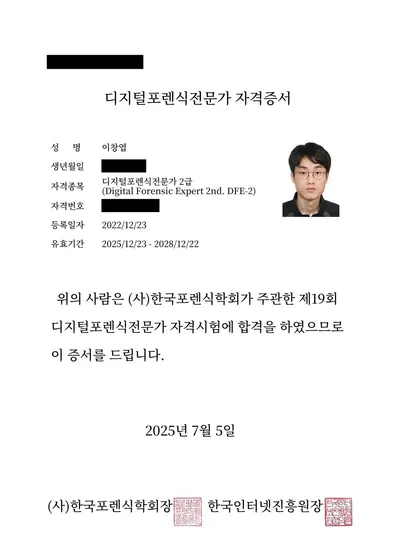 디지털포렌식전문가 자격증서
성 명 이창엽
생년월일
자격종목 디지털포렌식전문가 2급
(Digital Forensic Expert 2nd. DFE-2)
자격번호
등록일자 2022/12/23
유효기간 2025/12/23 - 2028/12/22
위의 사람은 (사)한국포렌식학회가 주관한 제19회
디지털포렌식전문가 자격시험에 합격을 하였으므로
이 증서를 드립니다.
2025년 7월 5일
(사)한국포렌식학회장 한국인터넷진흥원장